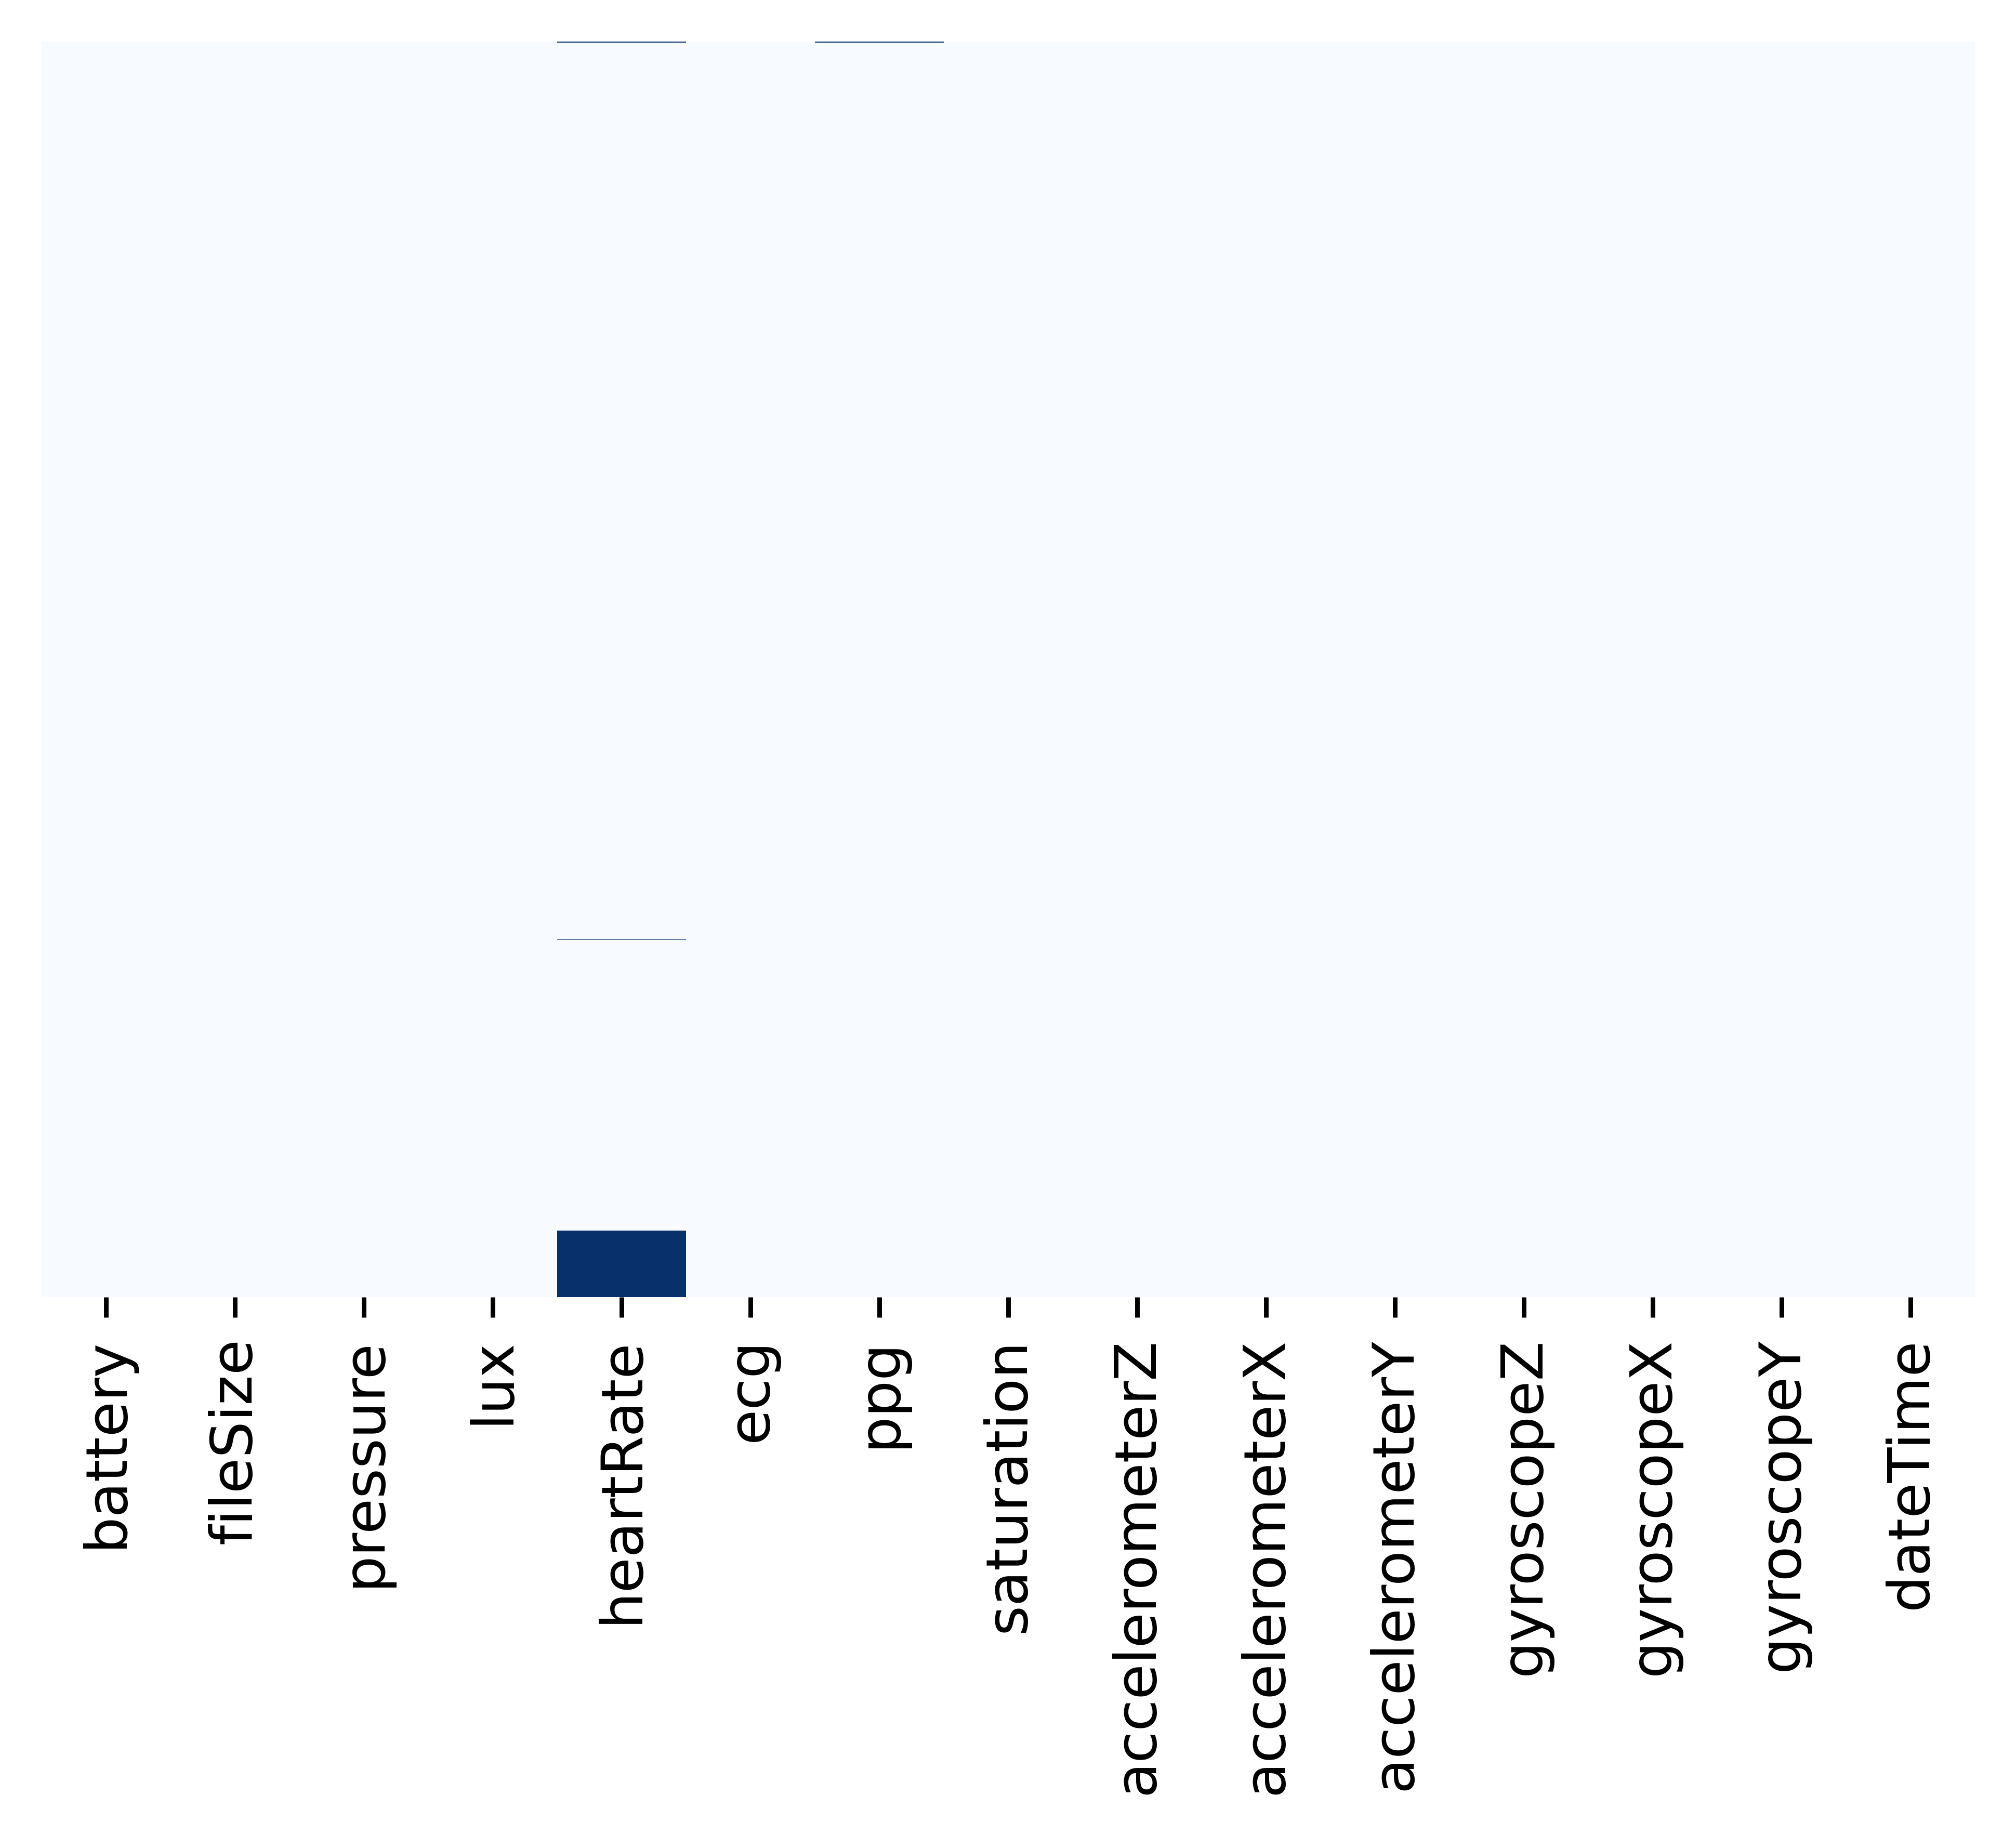 battery
fileSize
pressure
lux
heartRate
ecg
ppg
saturation
accelerometerZ
accelerometerX
accelerometerY
gyroscopeZ
gyroscopeX
gyroscopeY
dateTime